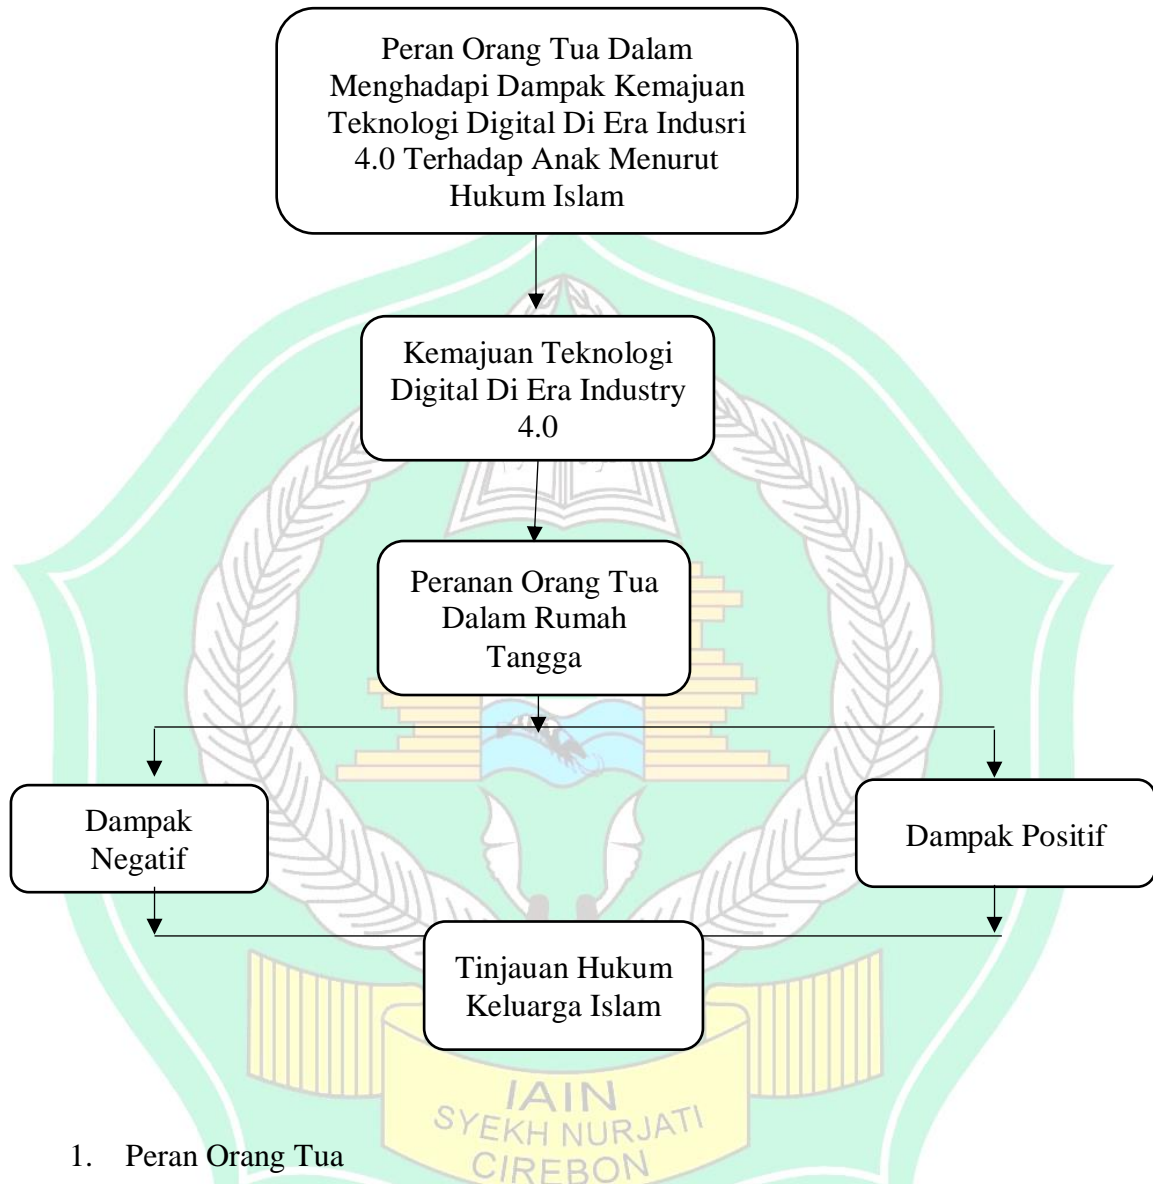 Peran Orang Tua Dalam
Menghadapi Dampak Kemajuan
Teknologi Digital Di Era Indusri
4.0 Terhadap Anak Menurut
Hukum Islam
Kemajuan Teknologi
Digital Di Era Industry
4.0
Peranan Orang Tua
Dalam Rumah
Tangga
Dampak
Negatif
Dampak Positif
Tinjauan Hukum
Keluarga Islam
IAIN
SYEKH NURJATI
CIREBON
1. Peran Orang Tua